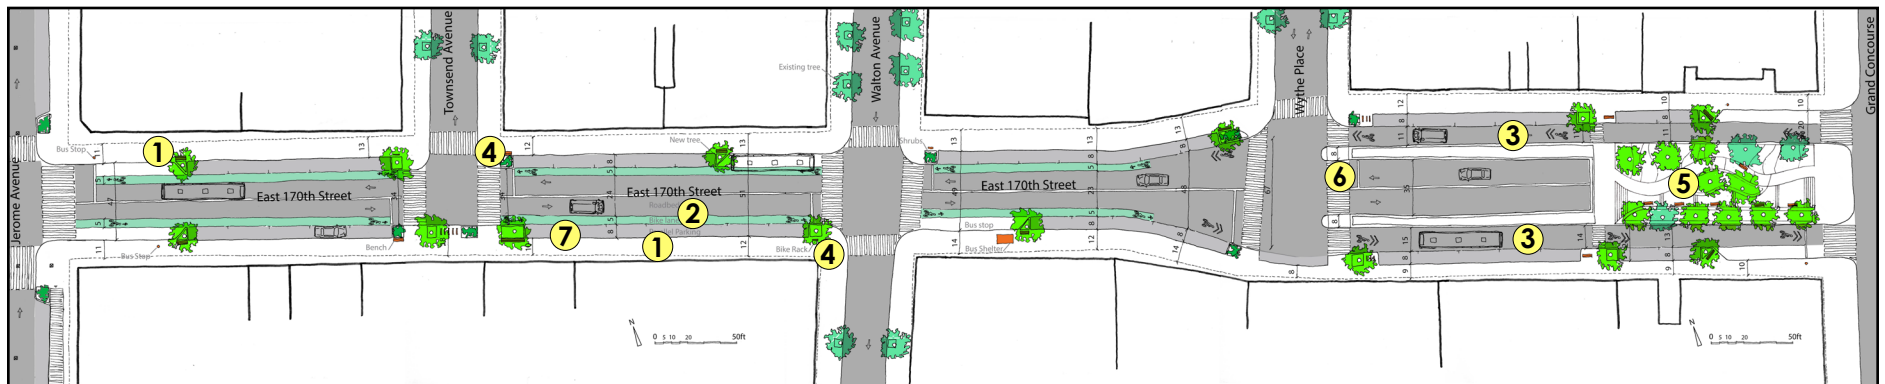 Jerome Avenue
Townsend Avenue
Walton Avenue
Wythe Place
Grand Concourse
Existing tree
Bus Stop
1
4
New tree
Shrubs
3
East 170th Street
East 170th Street
East 170th Street
Roadbed
2
Bike lane
Parallel Parking
6
5
Bus Stop
Bench
7
1
Bike Rack
4
Bus stop
Bus Shelter
3
N
0 5 10 20 50ft
N
0 5 10 20 50ft